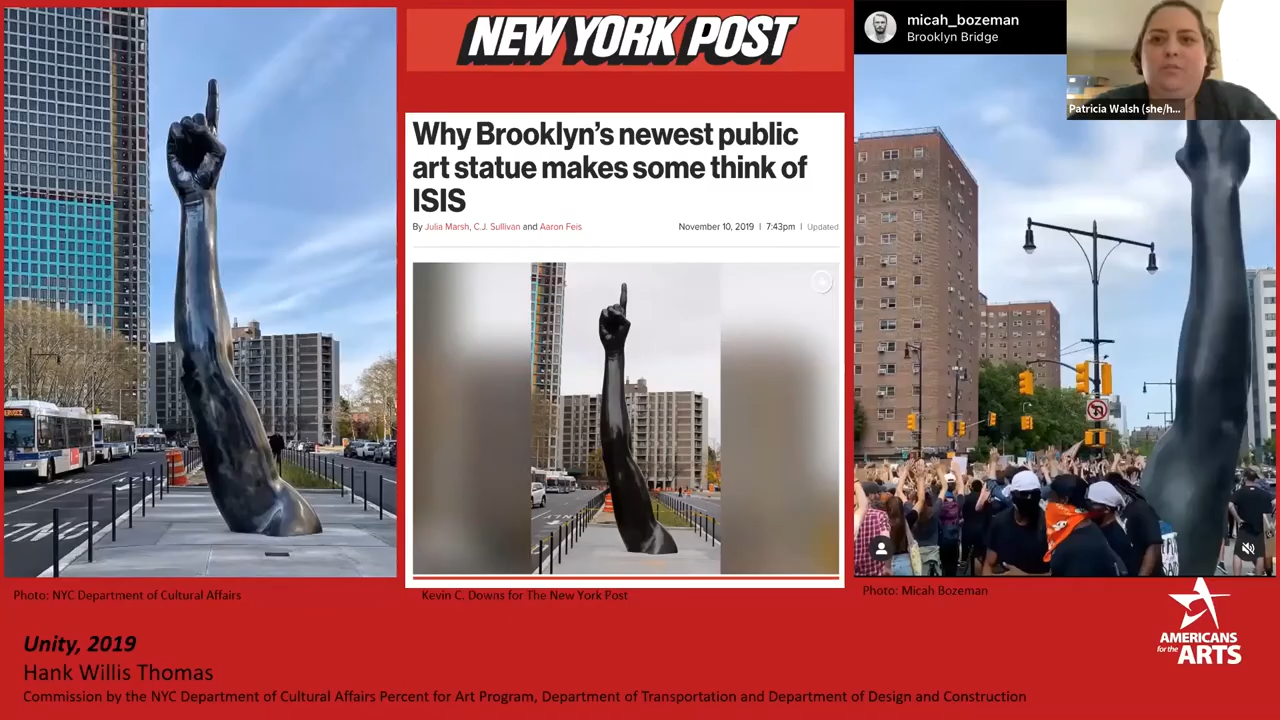 NEW YORK POST
Why Brooklyn's newest public
art statue makes some think of
ISIS
By Julia Marsh, C.J. Sullivan and Aaron Feis
November 10, 2019 | 7:43pm | Updated
micah_bozeman
Brooklyn Bridge
Patricia Walsh (she/h...
Photo: NYC Department of Cultural Affairs
Kevin C. Downs for The New York Post
Photo: Micah Bozeman
Unity, 2019
Hank Willis Thomas
Commission by the NYC Department of Cultural Affairs Percent for Art Program, Department of Transportation and Department of Design and Construction
AMERICANS
for the
ARTS